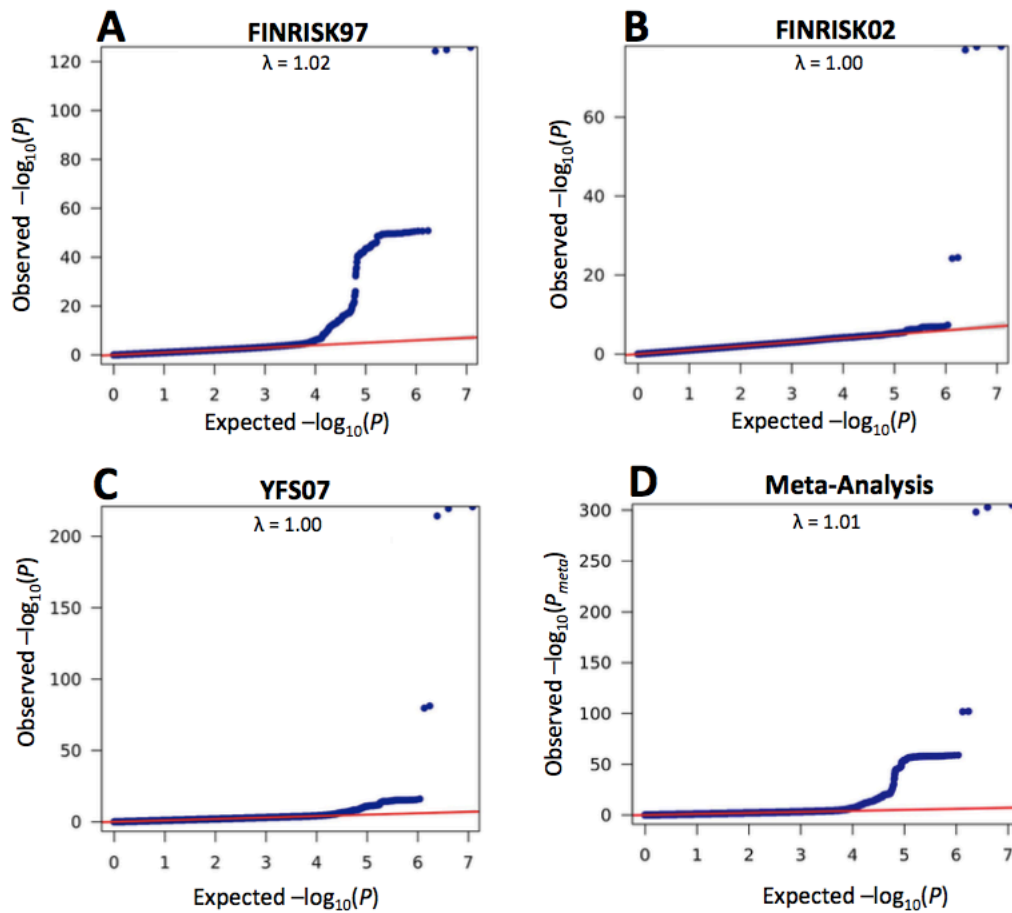 A
FINRISK97
λ = 1.02
Observed –log10(P)
120
100
80
60
40
20
0
0 1 2 3 4 5 6 7
Expected –log10(P)
B
FINRISK02
λ = 1.00
Observed –log10(P)
60
40
20
0
0 1 2 3 4 5 6 7
Expected –log10(P)
C
YFS07
λ = 1.00
Observed –log10(P)
200
150
100
50
0
0 1 2 3 4 5 6 7
Expected –log10(P)
D
Meta-Analysis
λ = 1.01
Observed –log10(Pmeta)
300
250
200
150
100
50
0
0 1 2 3 4 5 6 7
Expected –log10(P)